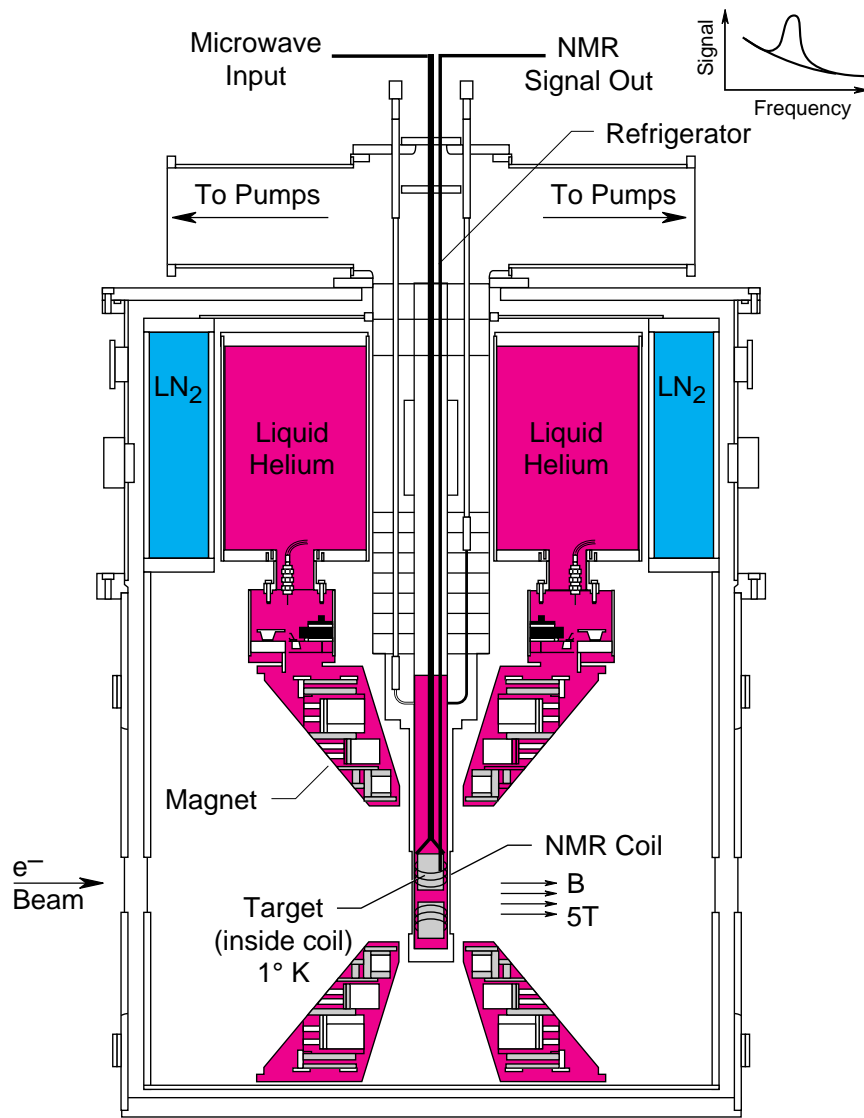 Microwave
Input
NMR
Signal Out
Signal
Frequency
Refrigerator
To Pumps
To Pumps
LN2
LN2
Liquid
Helium
Liquid
Helium
Magnet
NMR Coil
e–
Beam
B
5T
Target
(inside coil)
1° K